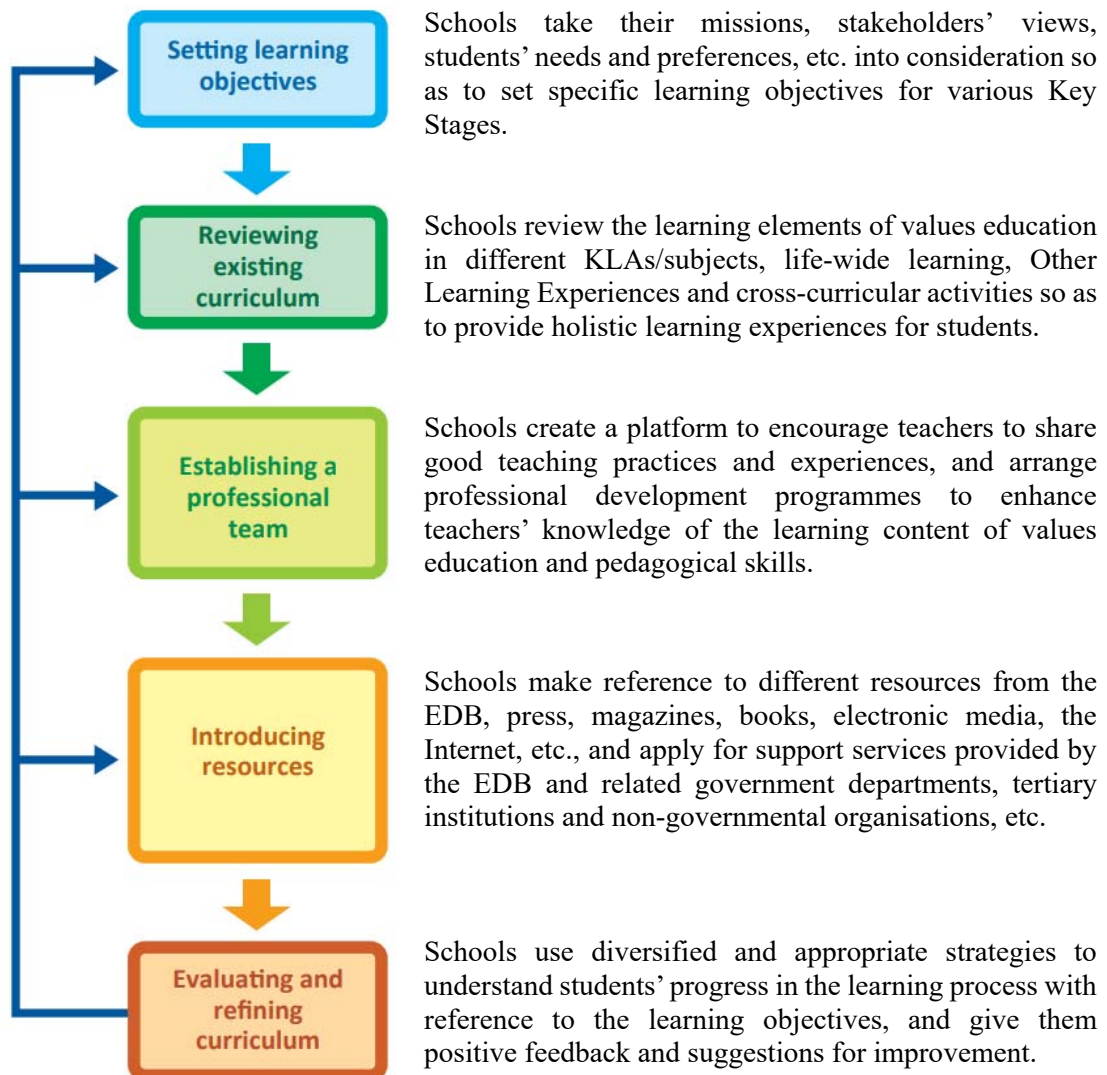 Setting learning
objectives
Schools take their missions, stakeholders’ views,
students’ needs and preferences, etc. into consideration so
as to set specific learning objectives for various Key
Stages.
Reviewing
existing
curriculum
Schools review the learning elements of values education
in different KLAs/subjects, life-wide learning, Other
Learning Experiences and cross-curricular activities so as
to provide holistic learning experiences for students.
Establishing a
professional
team
Schools create a platform to encourage teachers to share
good teaching practices and experiences, and arrange
professional development programmes to enhance
teachers’ knowledge of the learning content of values
education and pedagogical skills.
Introducing
resources
Schools make reference to different resources from the
EDB, press, magazines, books, electronic media, the
Internet, etc., and apply for support services provided by
the EDB and related government departments, tertiary
institutions and non-governmental organisations, etc.
Evaluating and
refining
curriculum
Schools use diversified and appropriate strategies to
understand students’ progress in the learning process with
reference to the learning objectives, and give them
positive feedback and suggestions for improvement.